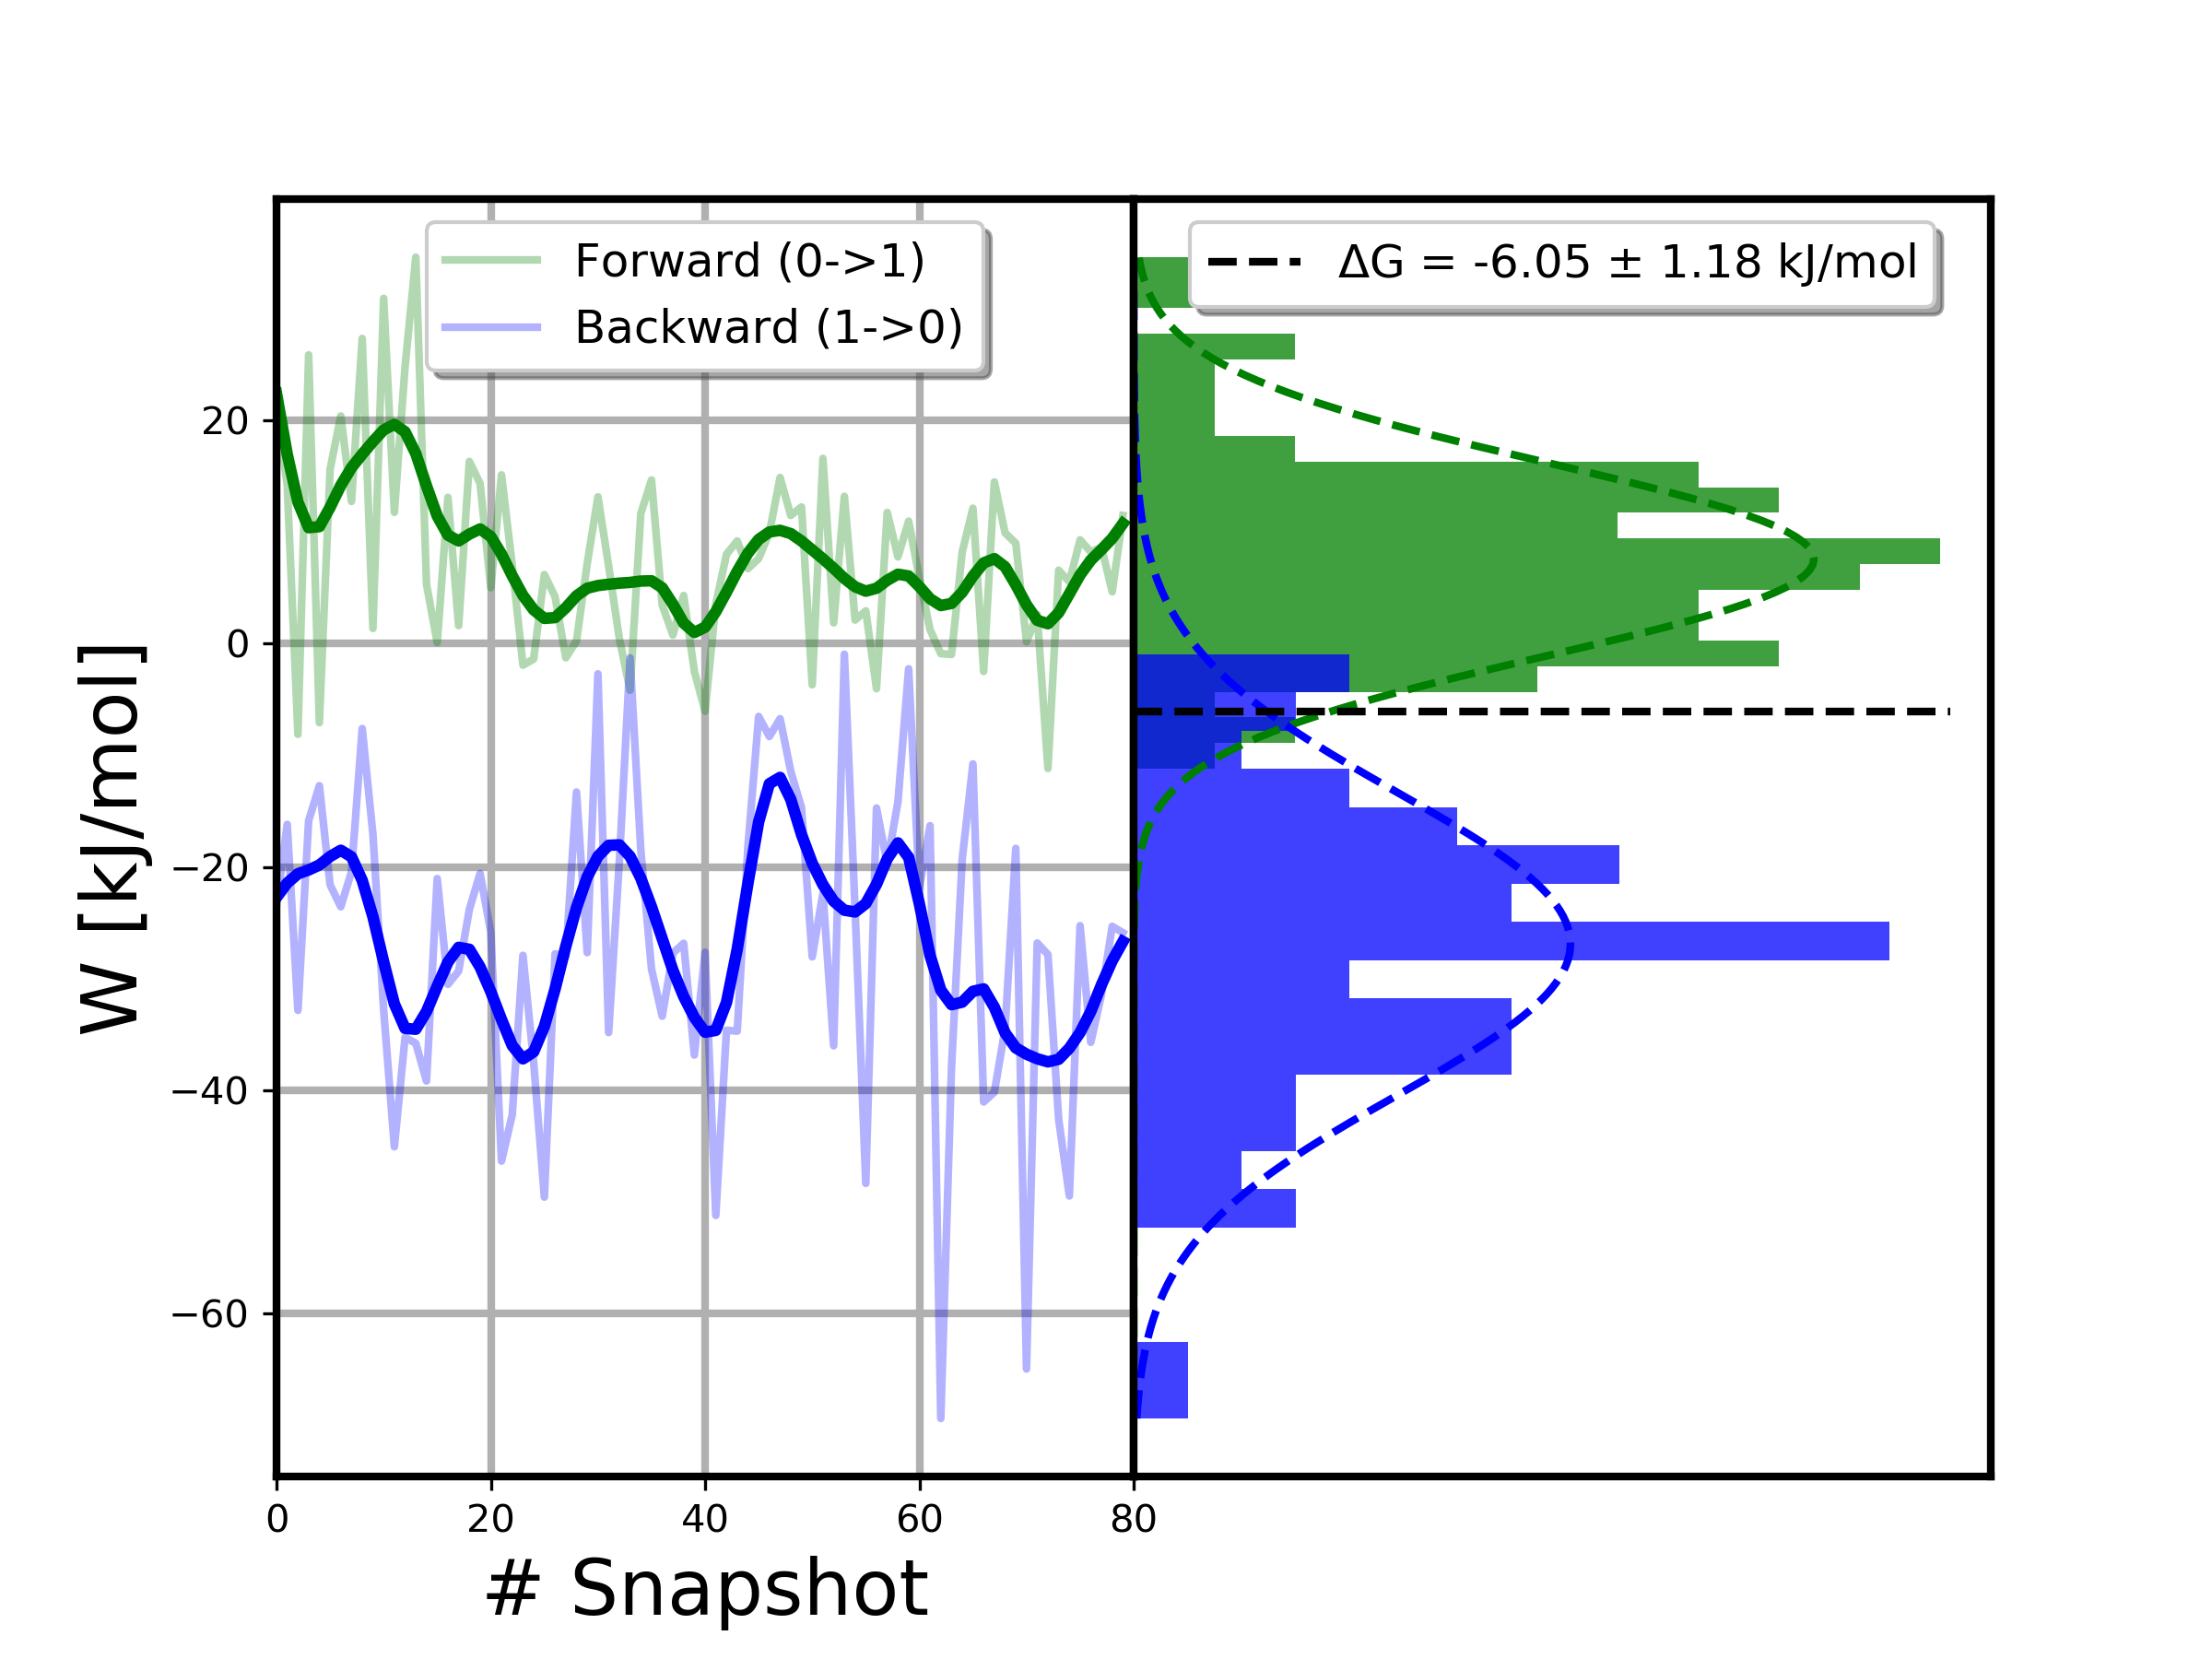 Forward (0->1)
Backward (1->0)
ΔG = -6.05 ± 1.18 kJ/mol
W [kJ/mol]
20
0
−20
−40
−60
0 20 40 60 80
# Snapshot